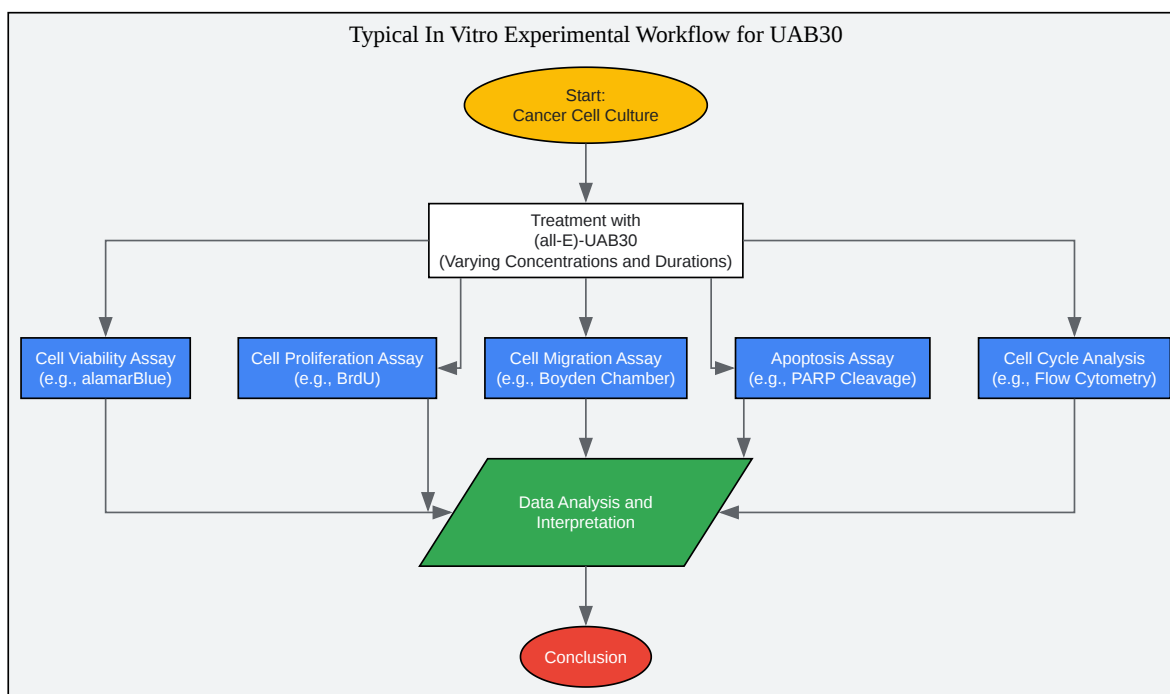 Typical In Vitro Experimental Workflow for UAB30
Start:
Cancer Cell Culture
Treatment with
(all-E)-UAB30
(Varying Concentrations and Durations)
Cell Viability Assay
(e.g., alamarBlue)
Cell Proliferation Assay
(e.g., BrdU)
Cell Migration Assay
(e.g., Boyden Chamber)
Apoptosis Assay
(e.g., PARP Cleavage)
Cell Cycle Analysis
(e.g., Flow Cytometry)
Data Analysis and
Interpretation
Conclusion